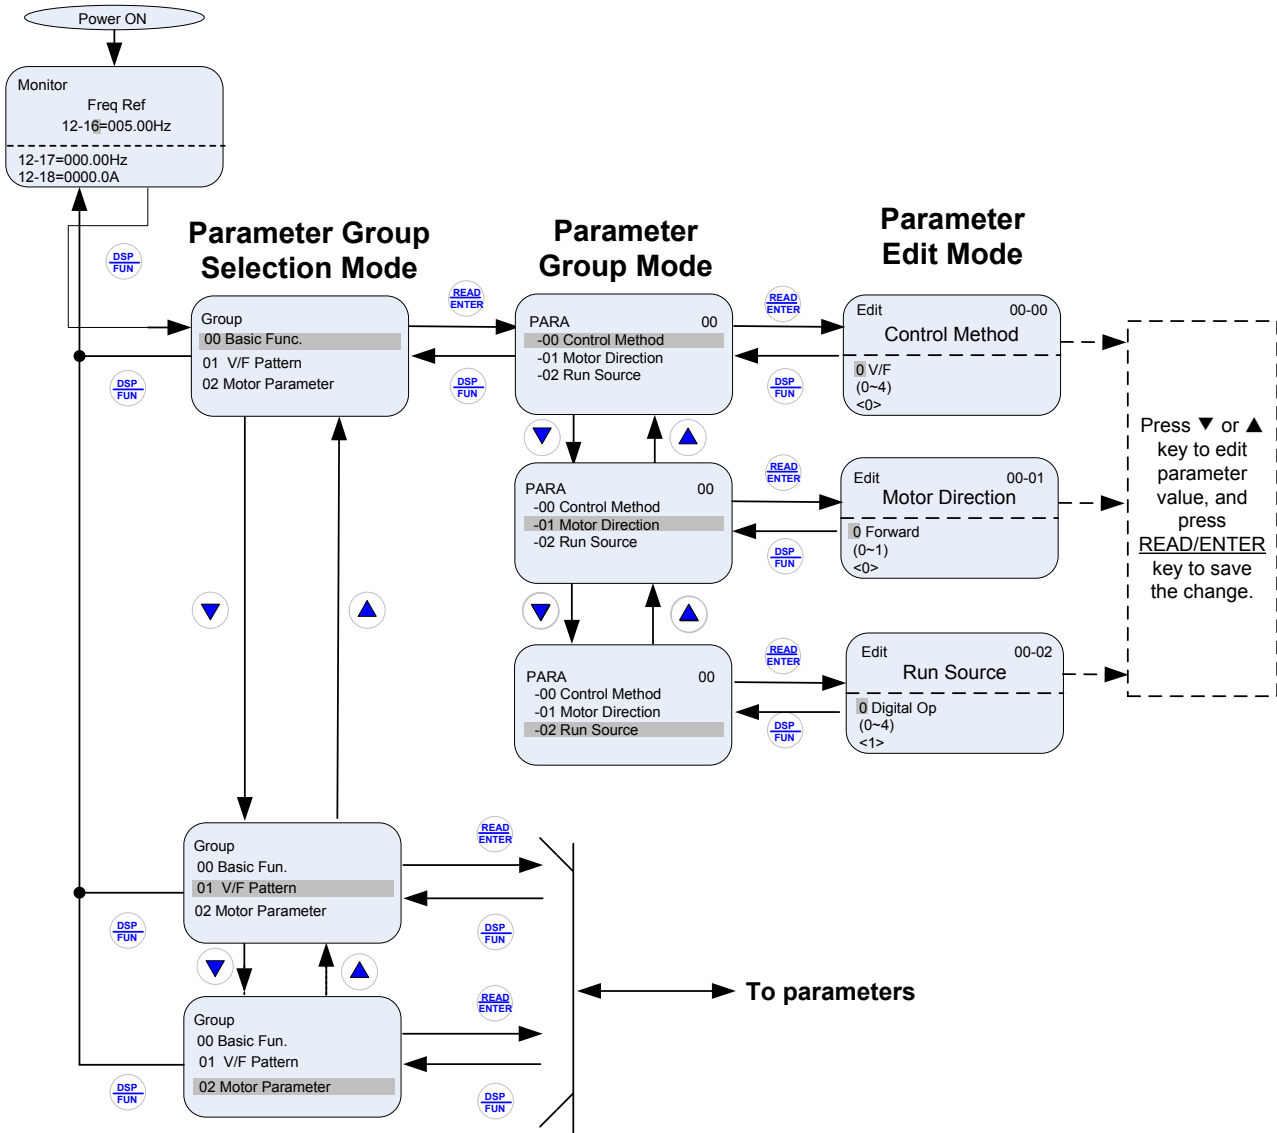 Power ON
Monitor
Freq Ref
12-16=005.00Hz
12-17=000.00Hz
12-18=0000.0A
DSP
FUN
Parameter Group
Selection Mode
Parameter
Group Mode
Parameter
Edit Mode
Group
00 Basic Func.
01 V/F Pattern
02 Motor Parameter
DSP
FUN
READ
ENTER
DSP
FUN
PARA 00
-00 Control Method
-01 Motor Direction
-02 Run Source
READ
ENTER
DSP
FUN
Edit 00-00
Control Method
0 V/F
(0~4)
<0>
PARA 00
-00 Control Method
-01 Motor Direction
-02 Run Source
READ
ENTER
DSP
FUN
Edit 00-01
Motor Direction
0 Forward
(0~1)
<0>
PARA 00
-00 Control Method
-01 Motor Direction
-02 Run Source
READ
ENTER
DSP
FUN
Edit 00-02
Run Source
0 Digital Op
(0~4)
<1>
Press ▼ or ▲
key to edit
parameter
value, and
press
READ/ENTER
key to save
the change.
Group
00 Basic Fun.
01 V/F Pattern
02 Motor Parameter
DSP
FUN
READ
ENTER
DSP
FUN
Group
00 Basic Fun.
01 V/F Pattern
02 Motor Parameter
DSP
FUN
READ
ENTER
DSP
FUN
To parameters